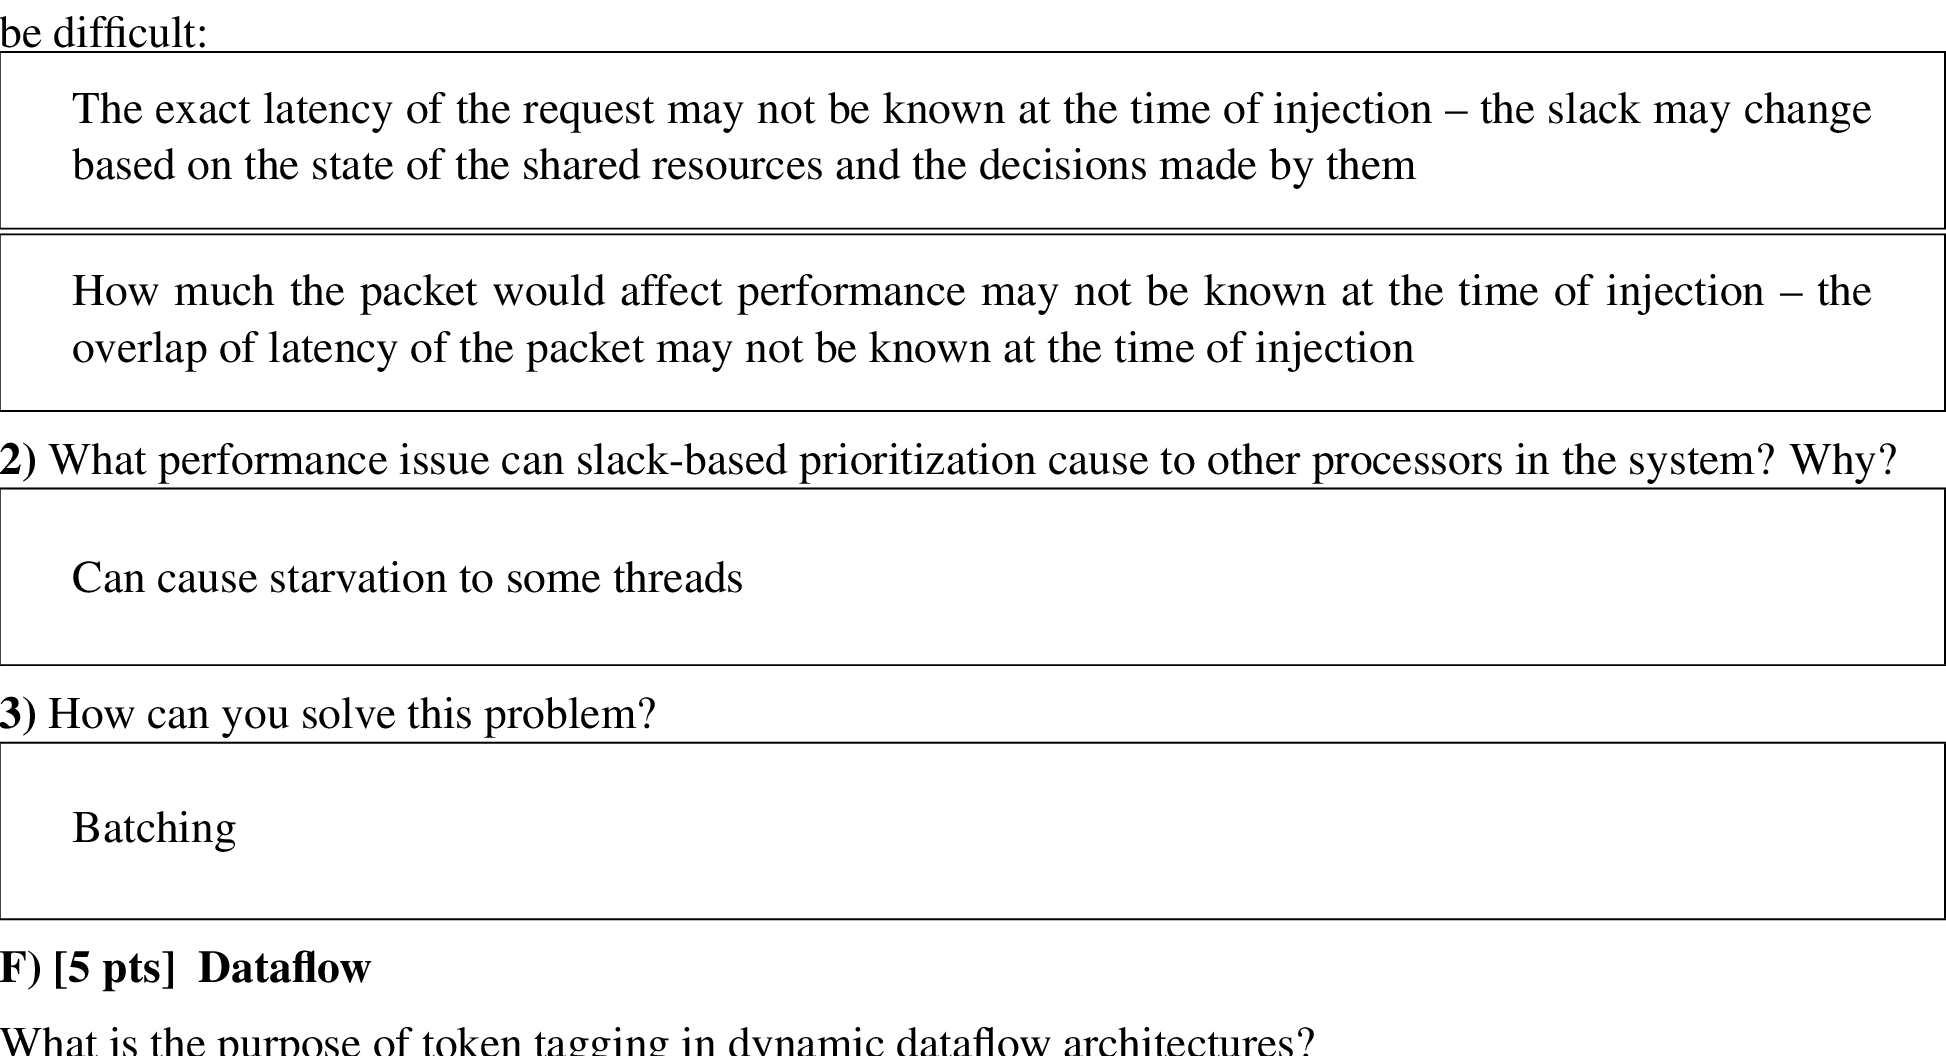 be difficult:
The exact latency of the request may not be known at the time of injection – the slack may change
based on the state of the shared resources and the decisions made by them
How much the packet would affect performance may not be known at the time of injection – the
overlap of latency of the packet may not be known at the time of injection
2) What performance issue can slack-based prioritization cause to other processors in the system? Why?
Can cause starvation to some threads
3) How can you solve this problem?
Batching
F) [5 pts] Dataflow
What is the purpose of token tagging in dynamic dataflow architectures?